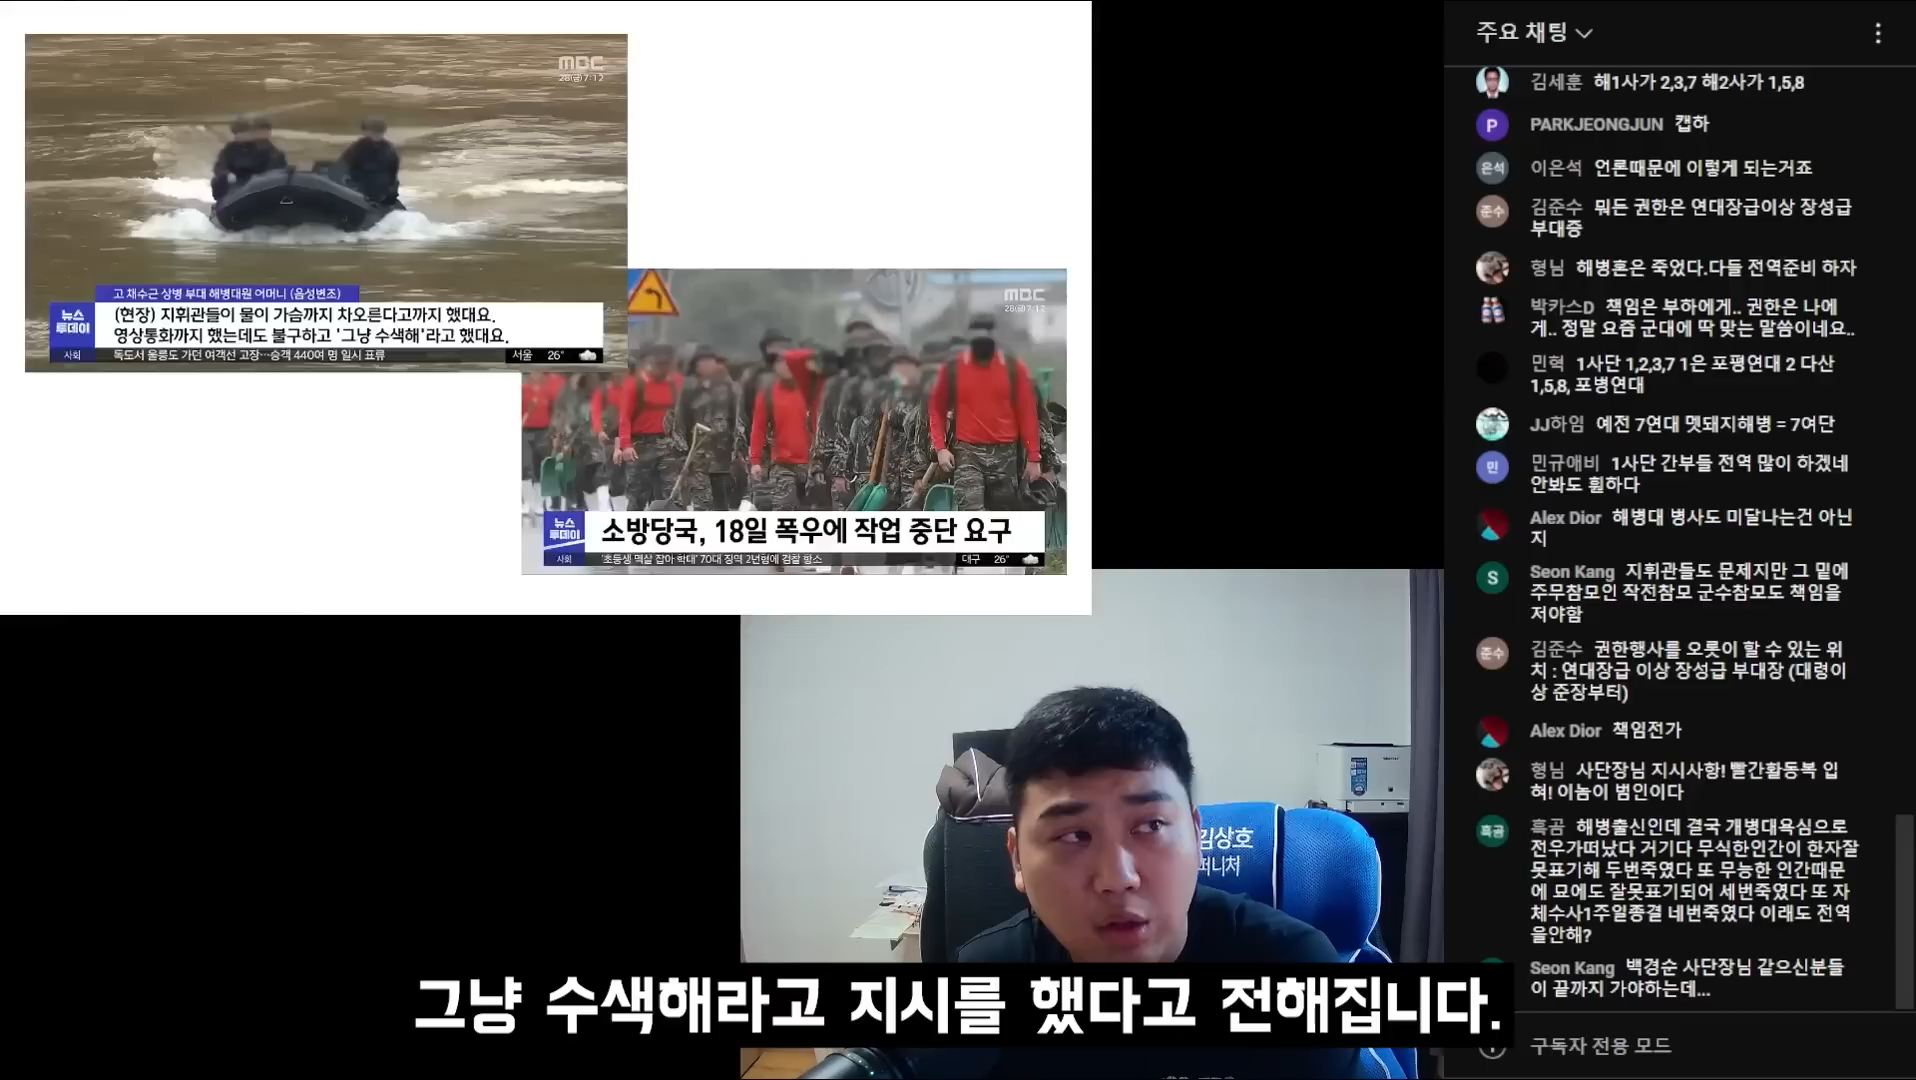 MBC
28(금)7:12
고 채수근 상병 부대 해병대원 어머니 (음성변조)
뉴스
투데이
(현장) 지휘관들이 물이 가슴까지 차오른다고까지 했대요.
영상통화까지 했는데도 불구하고 '그냥 수색해'라고 했대요.
사회
독도서 울릉도 가던 여객선 고장…승객 440여 명 일시 표류
서울 26°
MBC
28(금)7:12
뉴스
투데이
소방당국, 18일 폭우에 작업 중단 요구
사회
'초등생 멱살 잡아 학대' 70대 징역 2년형에 검찰 항소
대구 26°
김상호
퍼니처
그냥 수색해라고 지시를 했다고 전해집니다.
주요 채팅
김세훈 해1사가 2,3,7 해2사가 1,5,8
P
PARKJEONGJUN 캡하
은석
이은석 언론때문에 이렇게 되는거죠
준수
김준수 뭐든 권한은 연대장급이상 장성급
부대증
형님 해병혼은 죽었다.다들 전역준비 하자
박카스D 책임은 부하에게.. 권한은 나에
게.. 정말 요즘 군대에 딱 맞는 말씀이네요..
민혁 1사단 1,2,3,7 1은 포평연대 2 다산
1,5,8, 포병연대
JJ하임 예전 7연대 멧돼지해병 = 7여단
민
민규애비 1사단 간부들 전역 많이 하겠네
안봐도 훤하다
Alex Dior 해병대 병사도 미달나는건 아닌
지
S
Seon Kang 지휘관들도 문제지만 그 밑에
주무참모인 작전참모 군수참모도 책임을
저야함
준수
김준수 권한행사를 오롯이 할 수 있는 위
치 : 연대장급 이상 장성급 부대장 (대령이
상 준장부터)
Alex Dior 책임전가
형님 사단장님 지시사항! 빨간활동복 입
혀! 이놈이 범인이다
흑곰
흑곰 해병출신인데 결국 개병대욕심으로
전우가떠났다 거기다 무식한인간이 한자잘
못표기해 두번죽였다 또 무능한 인간때문
에 묘에도 잘못표기되어 세번죽였다 또 자
체수사1주일종결 네번죽였다 이래도 전역
을안해?
Seon Kang 백경순 사단장님 같으신분들
이 끝까지 가야하는데...
구독자 전용 모드